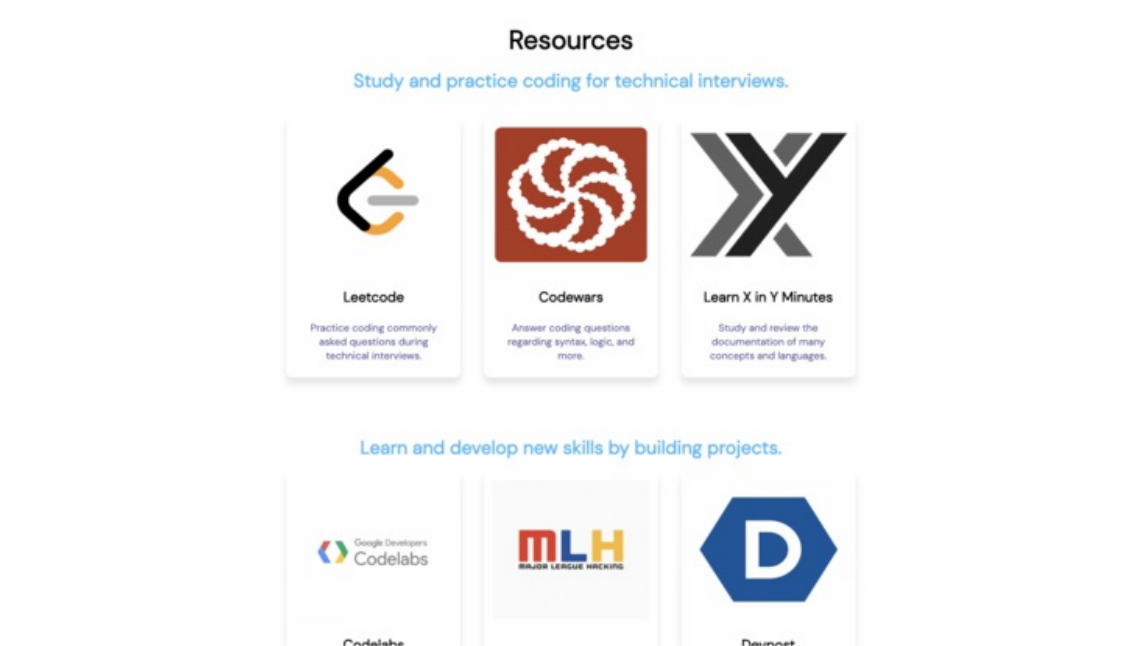 Resources
Study and practice coding for technical interviews.
Leetcode
Practice coding commonly
asked questions during
technical interviews.
Codewars
Answer coding questions
regarding syntax, logic, and
more.
Learn X in Y Minutes
Study and review the
documentation of many
concepts and languages.
Learn and develop new skills by building projects.
Google Developers
Codelabs
MLH
MAJOR LEAGUE HACKING
D
Codelabs
Devpost